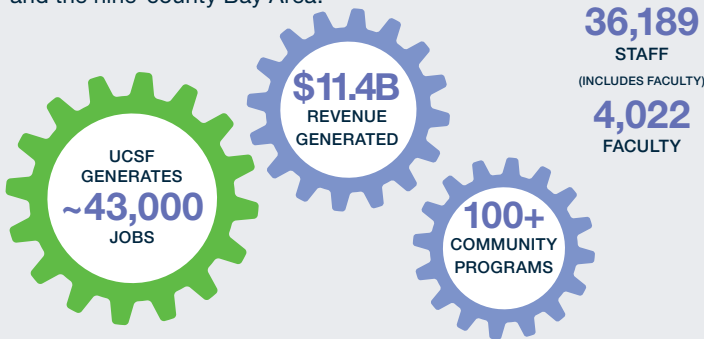 and the nine-county Bay Area.
$11.4B
REVENUE
GENERATED
36,189
STAFF
(INCLUDES FACULTY)
4,022
FACULTY
UCSF
GENERATES
~43,000
JOBS
100+
COMMUNITY
PROGRAMS